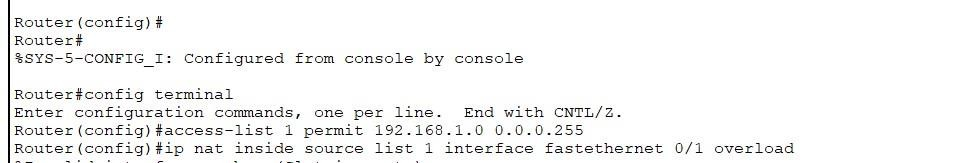 Router(config)#
Router#
%SYS-5-CONFIG_I: Configured from console by console
Router#config terminal
Enter configuration commands, one per line.  End with CNTL/Z.
Router(config)#access-list 1 permit 192.168.1.0 0.0.0.255
Router(config)#ip nat inside source list 1 interface fastethernet 0/1 overload